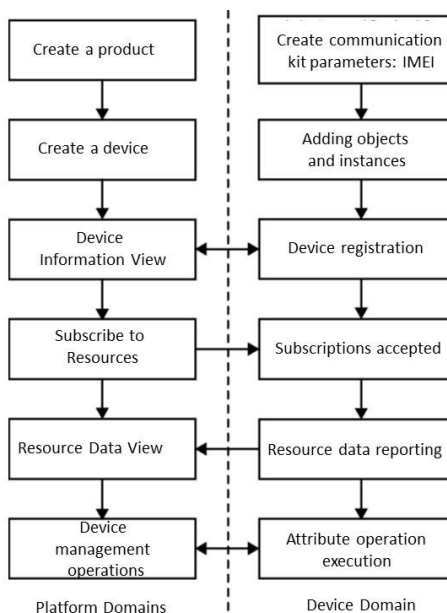 Create a product
Create communication
kit parameters: IMEI
Create a device
Adding objects
and instances
Device
Information View
Device registration
Subscribe to
Resources
Subscriptions accepted
Resource Data View
Resource data reporting
Device
management
operations
Attribute operation
execution
Platform Domains
Device Domain